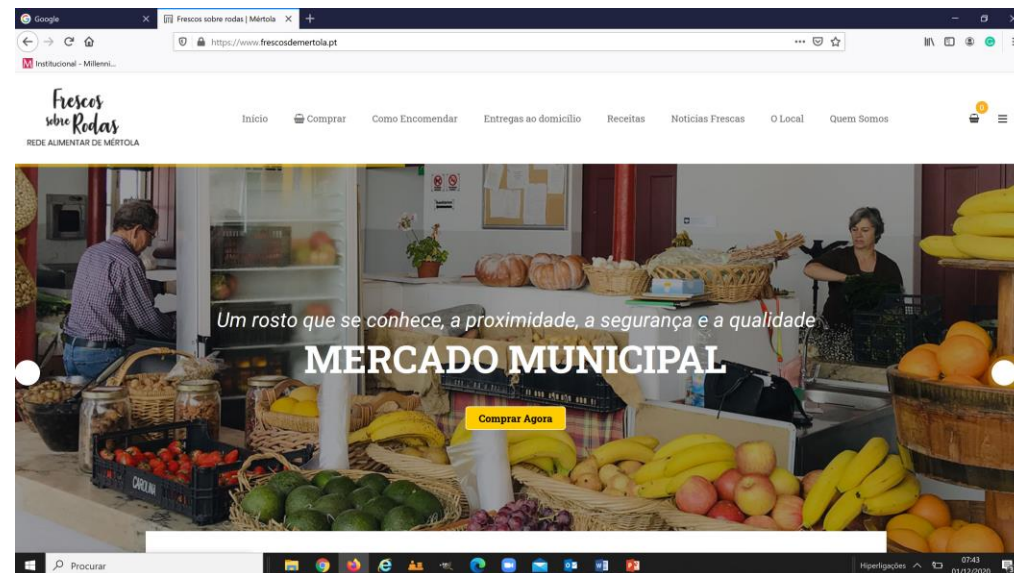 Google
Frescos sobre rodas | Mértola
https://www.frescosdemertola.pt
Institucional - Millenni...
Frescos
sobre Rodas
REDE ALIMENTAR DE MÉRTOLA
Início
Comprar
Como Encomendar
Entregas ao domicílio
Receitas
Notícias Frescas
O Local
Quem Somos
0
Um rosto que se conhece, a proximidade, a segurança e a qualidade
MERCADO MUNICIPAL
Comprar Agora
CAROLINA
Procurar
Hiperligações
07:43
01/12/2020